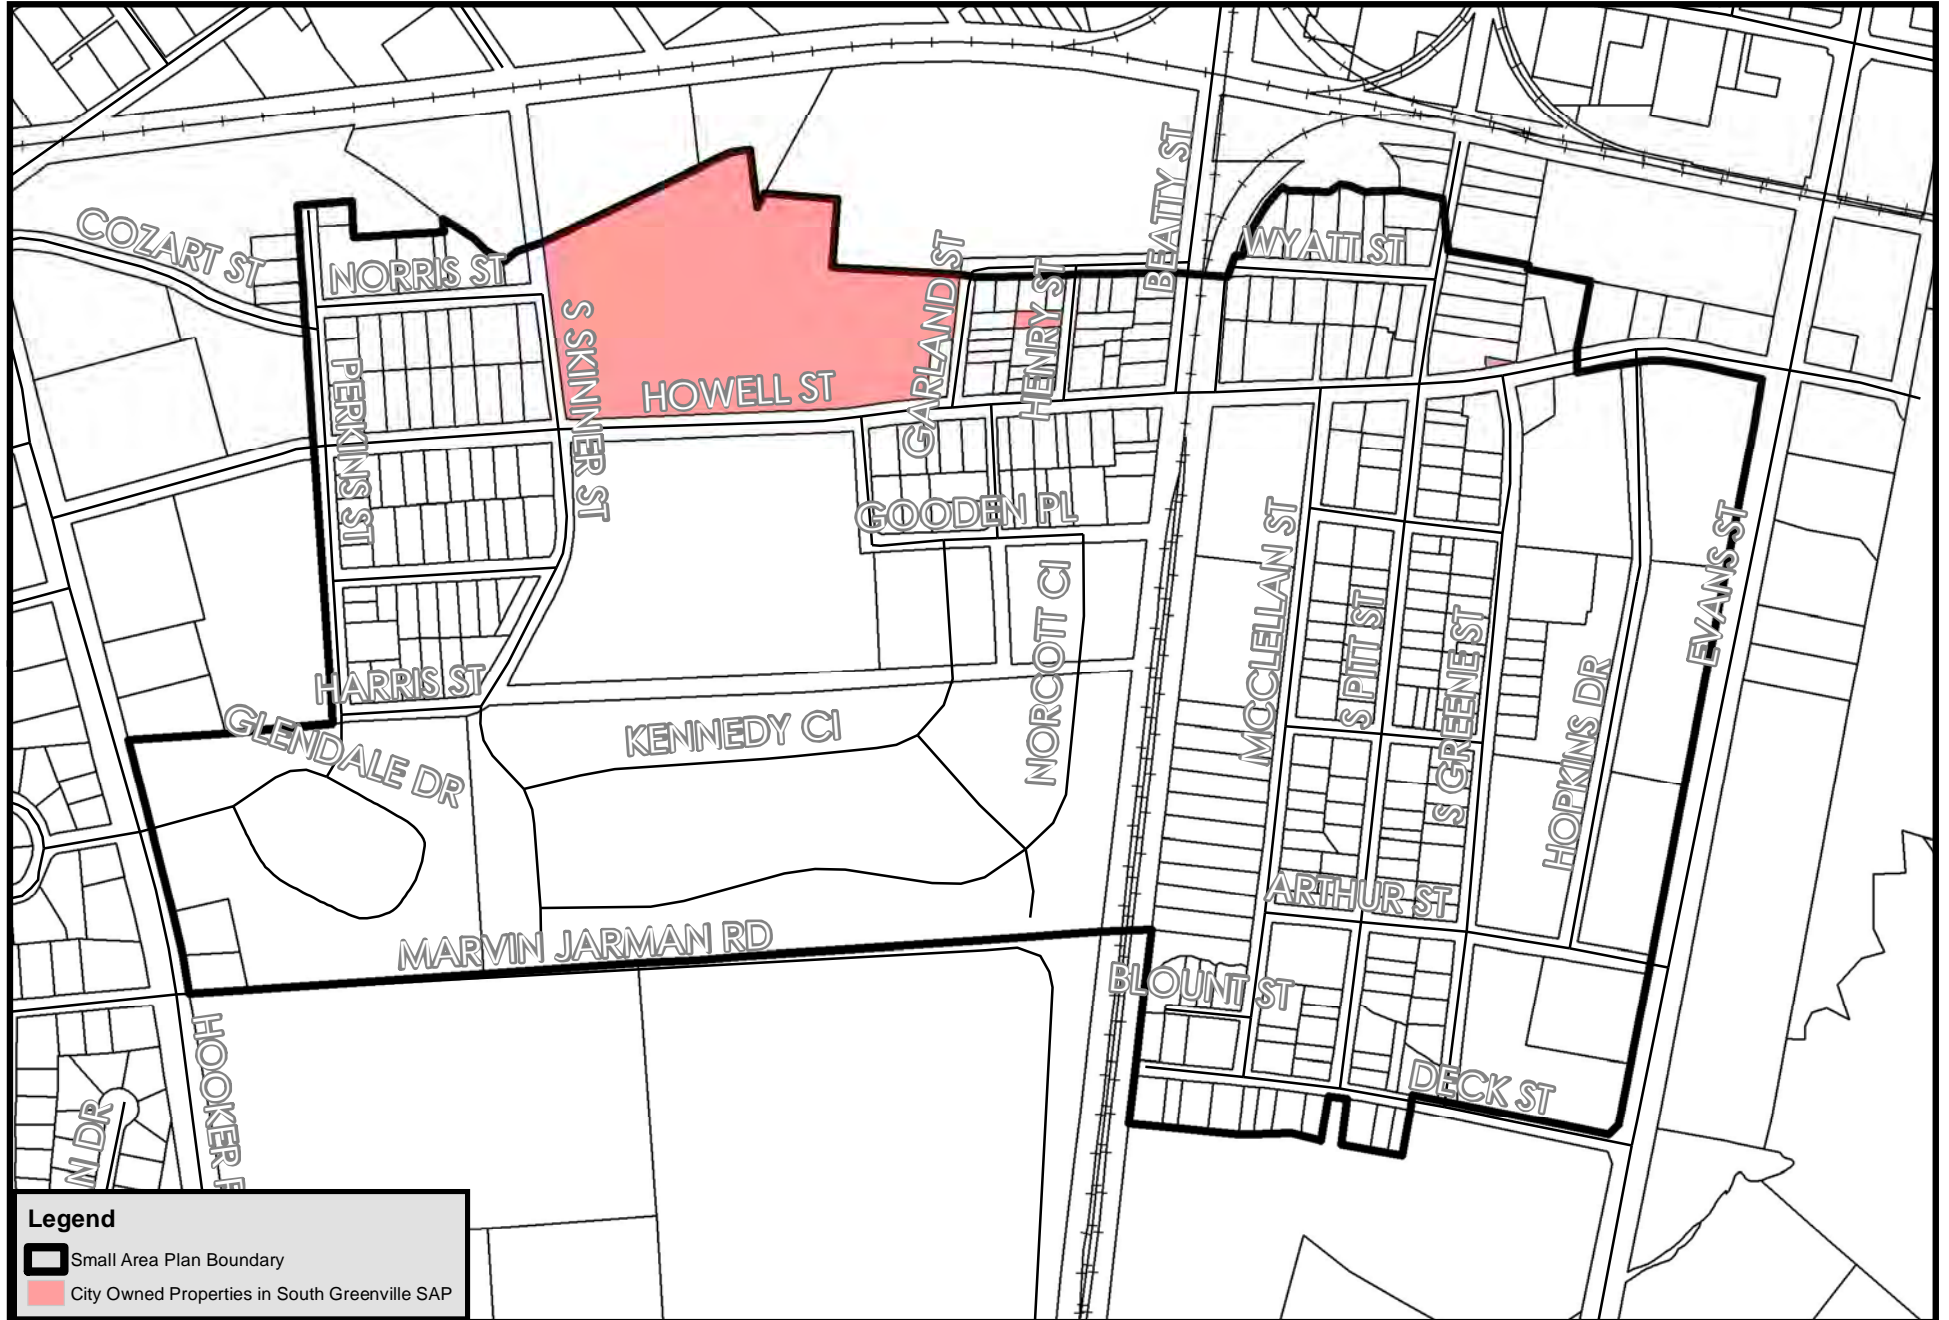 BEATTY ST
COZART ST
NORRIS ST
WYATT ST
GARLAND ST
HENRY ST
S SKINNER ST
PERKINS ST
HOWELL ST
GOODEN PL
MCCLELLAN ST
EVANS ST
NORCOTT CI
S PITT ST
S GREENE ST
HARRIS ST
GLENDALE DR
KENNEDY CI
HOPKINS DR
ARTHUR ST
MARVIN JARMAN RD
BLOUNT ST
HOOKER
DECK ST
N DR
Legend
Small Area Plan Boundary
City Owned Properties in South Greenville SAP